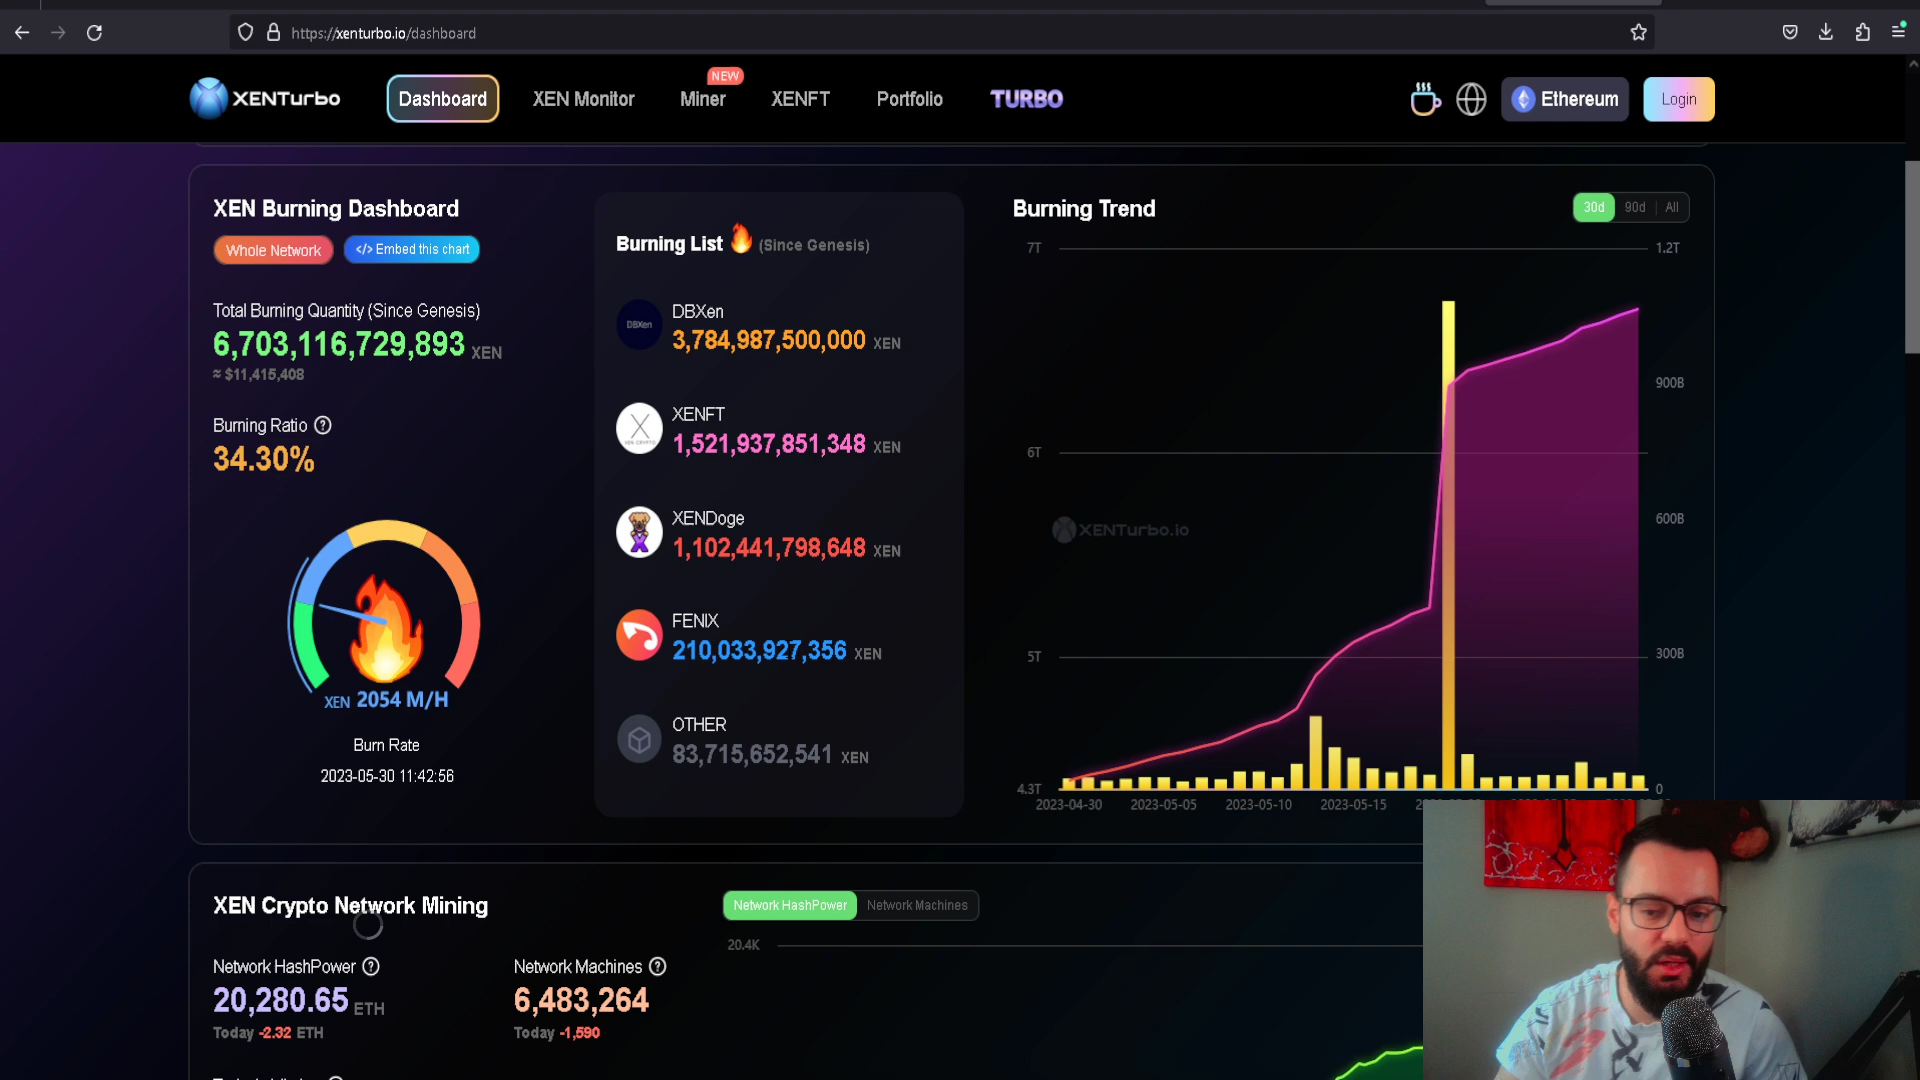 https://xenturbo.io/dashboard
XENTurbo
Dashboard
XEN Monitor
Miner
NEW
XENFT
Portfolio
TURBO
Ethereum
Login
XEN Burning Dashboard
Whole Network
</> Embed this chart
Total Burning Quantity (Since Genesis)
6,703,116,729,893 XEN
≈ $11,415,408
Burning Ratio ?
34.30%
XEN 2054 M/H
Burn Rate
2023-05-30 11:42:56
Burning List (Since Genesis)
DBXen
DBXen
3,784,987,500,000 XEN
X
XEN CRYPTO
XENFT
1,521,937,851,348 XEN
XENDoge
1,102,441,798,648 XEN
FENIX
210,033,927,356 XEN
OTHER
83,715,652,541 XEN
Burning Trend
30d
90d
All
7T
1.2T
900B
6T
600B
XENTurbo.io
5T
300B
4.3T
0
2023-04-30
2023-05-05
2023-05-10
2023-05-15
XEN Crypto Network Mining
Network HashPower
Network Machines
20.4K
Network HashPower ?
20,280.65 ETH
Today -2.32 ETH
Network Machines ?
6,483,264
Today -1,590